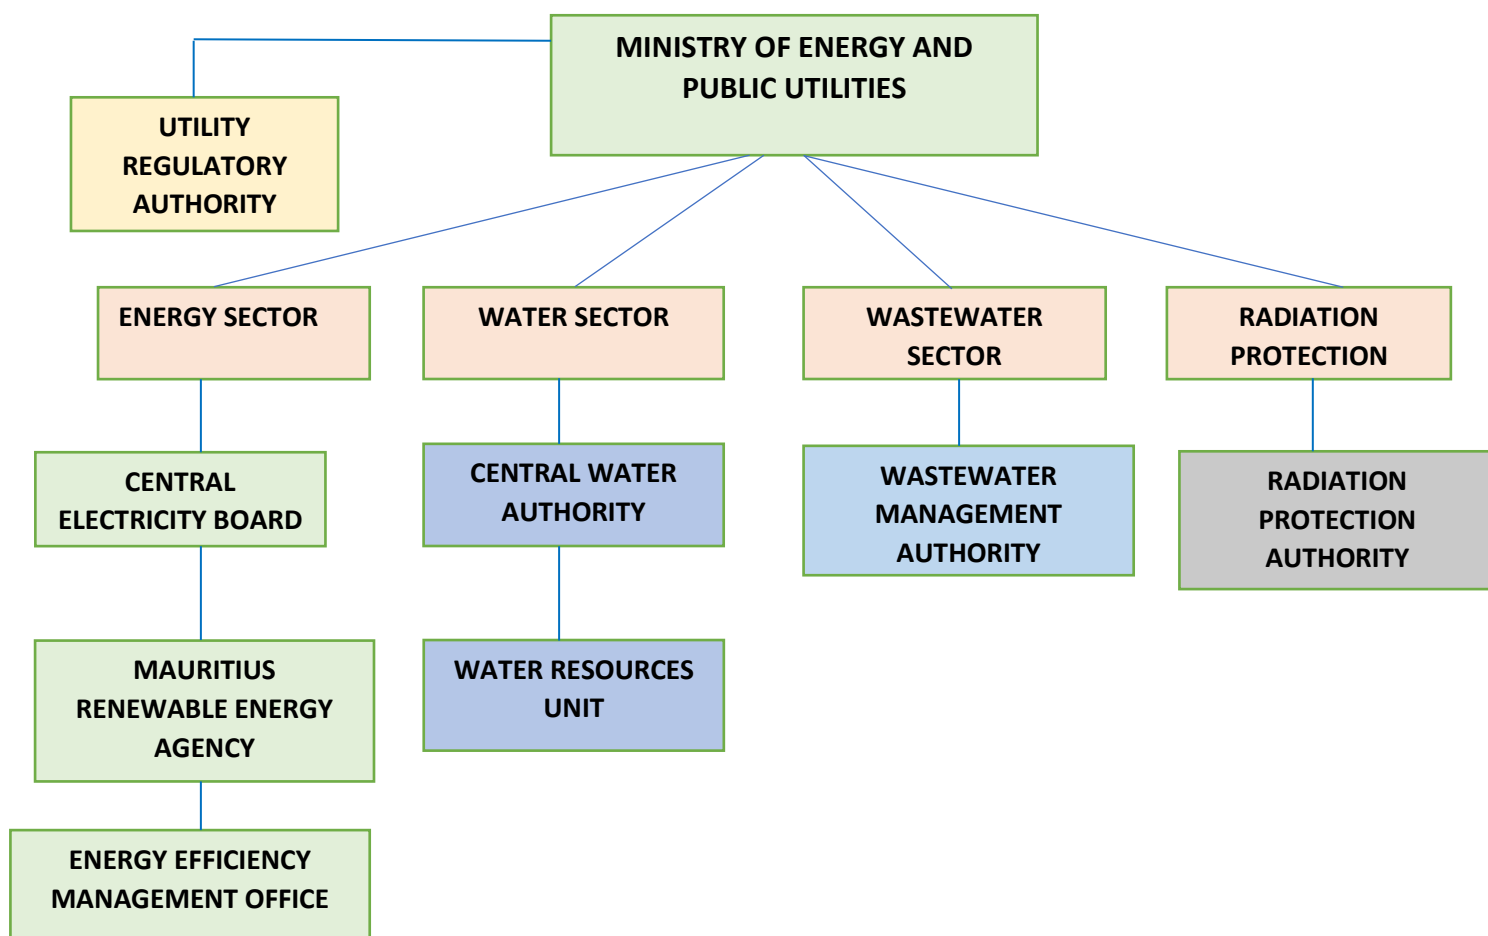 MINISTRY OF ENERGY AND
PUBLIC UTILITIES
UTILITY
REGULATORY
AUTHORITY
ENERGY SECTOR
WATER SECTOR
WASTEWATER
SECTOR
RADIATION
PROTECTION
CENTRAL
ELECTRICITY BOARD
CENTRAL WATER
AUTHORITY
WASTEWATER
MANAGEMENT
AUTHORITY
RADIATION
PROTECTION
AUTHORITY
MAURITIUS
RENEWABLE ENERGY
AGENCY
WATER RESOURCES
UNIT
ENERGY EFFICIENCY
MANAGEMENT OFFICE